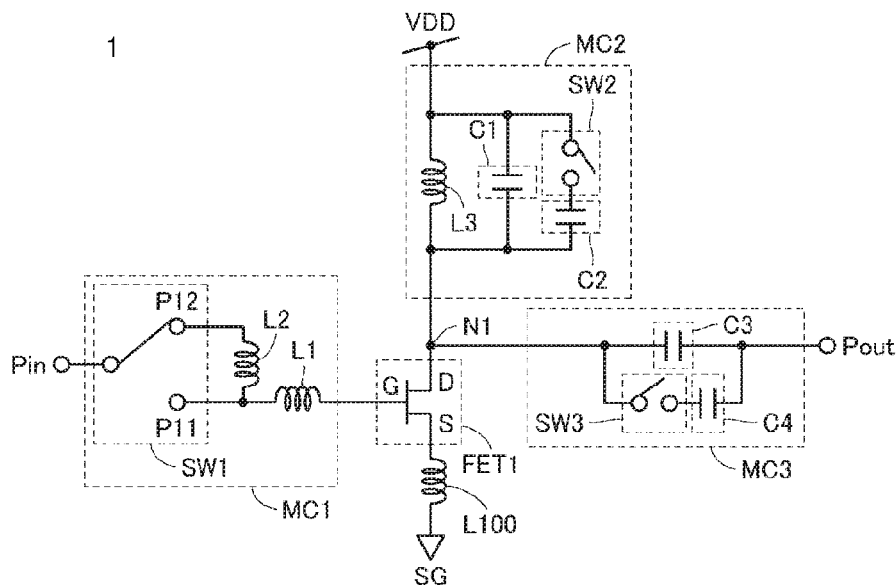 VDD
1
MC2
SW2
C1
L3
C2
P12
L2
N1
C3
Pin
L1
Pout
G
D
P11
S
SW3
C4
SW1
FET1
MC3
MC1
L100
SG